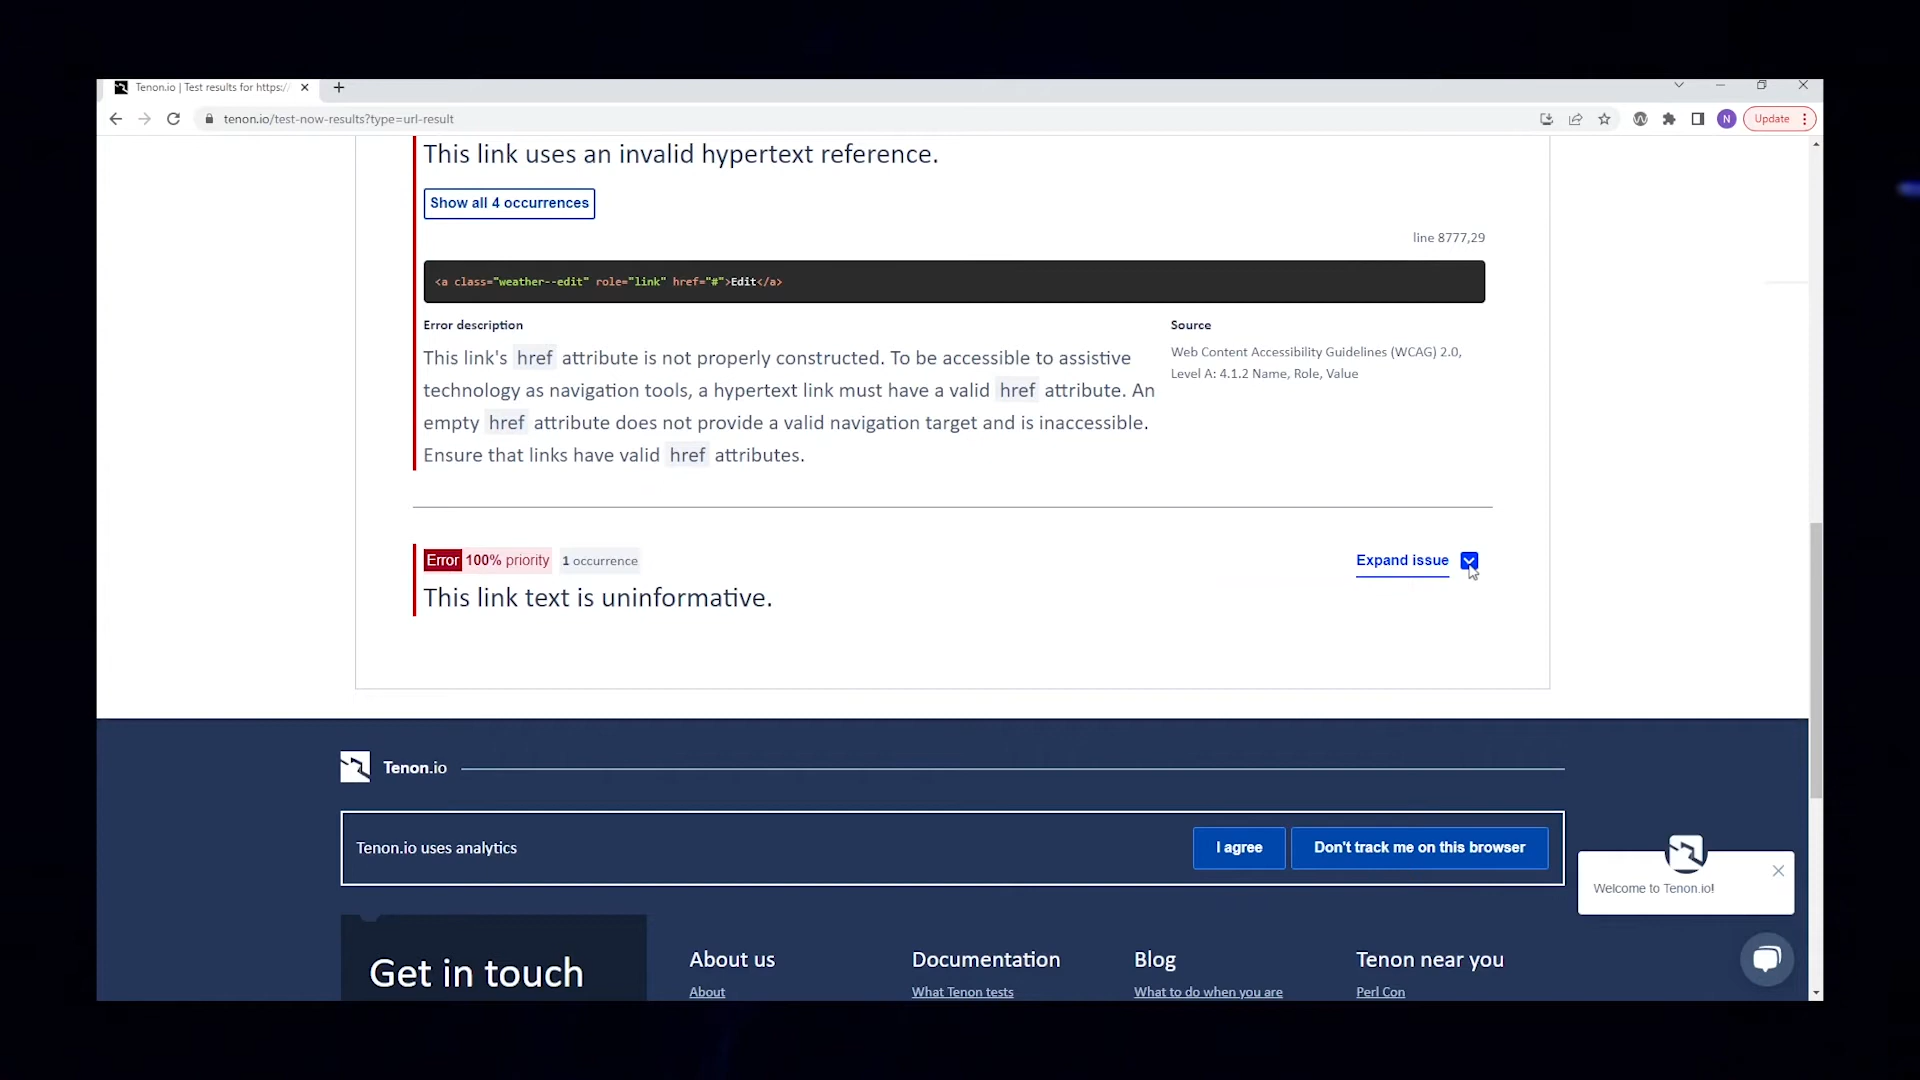 Tenon.io | Test results for https://
tenon.io/test-now-results?type=url-result
N
Update
This link uses an invalid hypertext reference.
Show all 4 occurrences
line 8777,29
<a class="weather--edit" role="link" href="#">Edit</a>
Error description
Source
This link's href attribute is not properly constructed. To be accessible to assistive
technology as navigation tools, a hypertext link must have a valid href attribute. An
empty href attribute does not provide a valid navigation target and is inaccessible.
Ensure that links have valid href attributes.
Web Content Accessibility Guidelines (WCAG) 2.0,
Level A: 4.1.2 Name, Role, Value
Error 100% priority 1 occurrence
Expand issue
This link text is uninformative.
Tenon.io
Tenon.io uses analytics
I agree
Don't track me on this browser
Welcome to Tenon.io!
Get in touch
About us
Documentation
Blog
Tenon near you
About
What Tenon tests
What to do when you are
Perl Con